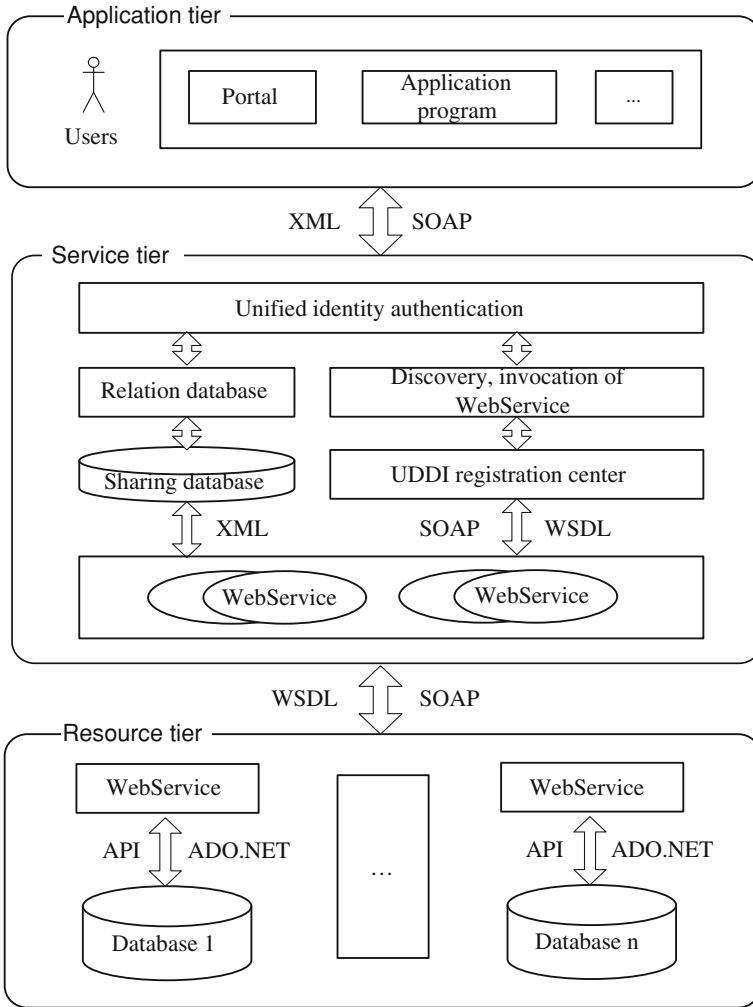 Application tier
Portal
Application
program
...
Users
XML
SOAP
Service tier
Unified identity authentication
Relation database
Discovery, invocation of
WebService
Sharing database
UDDI registration center
XML
SOAP
WSDL
WebService
WebService
WSDL
SOAP
Resource tier
WebService
WebService
API
ADO.NET
API
ADO.NET
...
Database 1
Database n